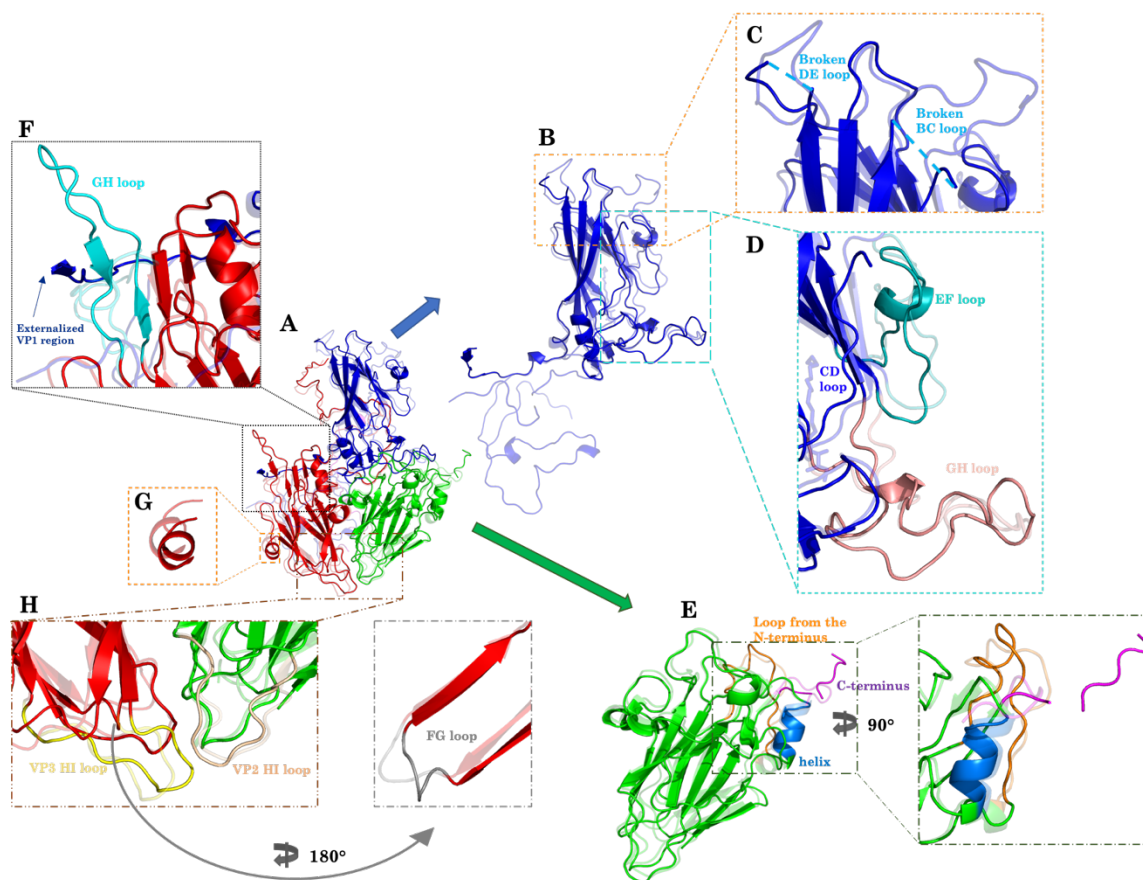 C
Broken
DE loop
Broken
BC loop
F
GH loop
Externalized
VP1 region
B
A
D
EF loop
CD
loop
GH loop
G
H
VP3 HI loop
VP2 HI loop
FG loop
180°
E
Loop from the
N-terminus
C-terminus
90°
helix